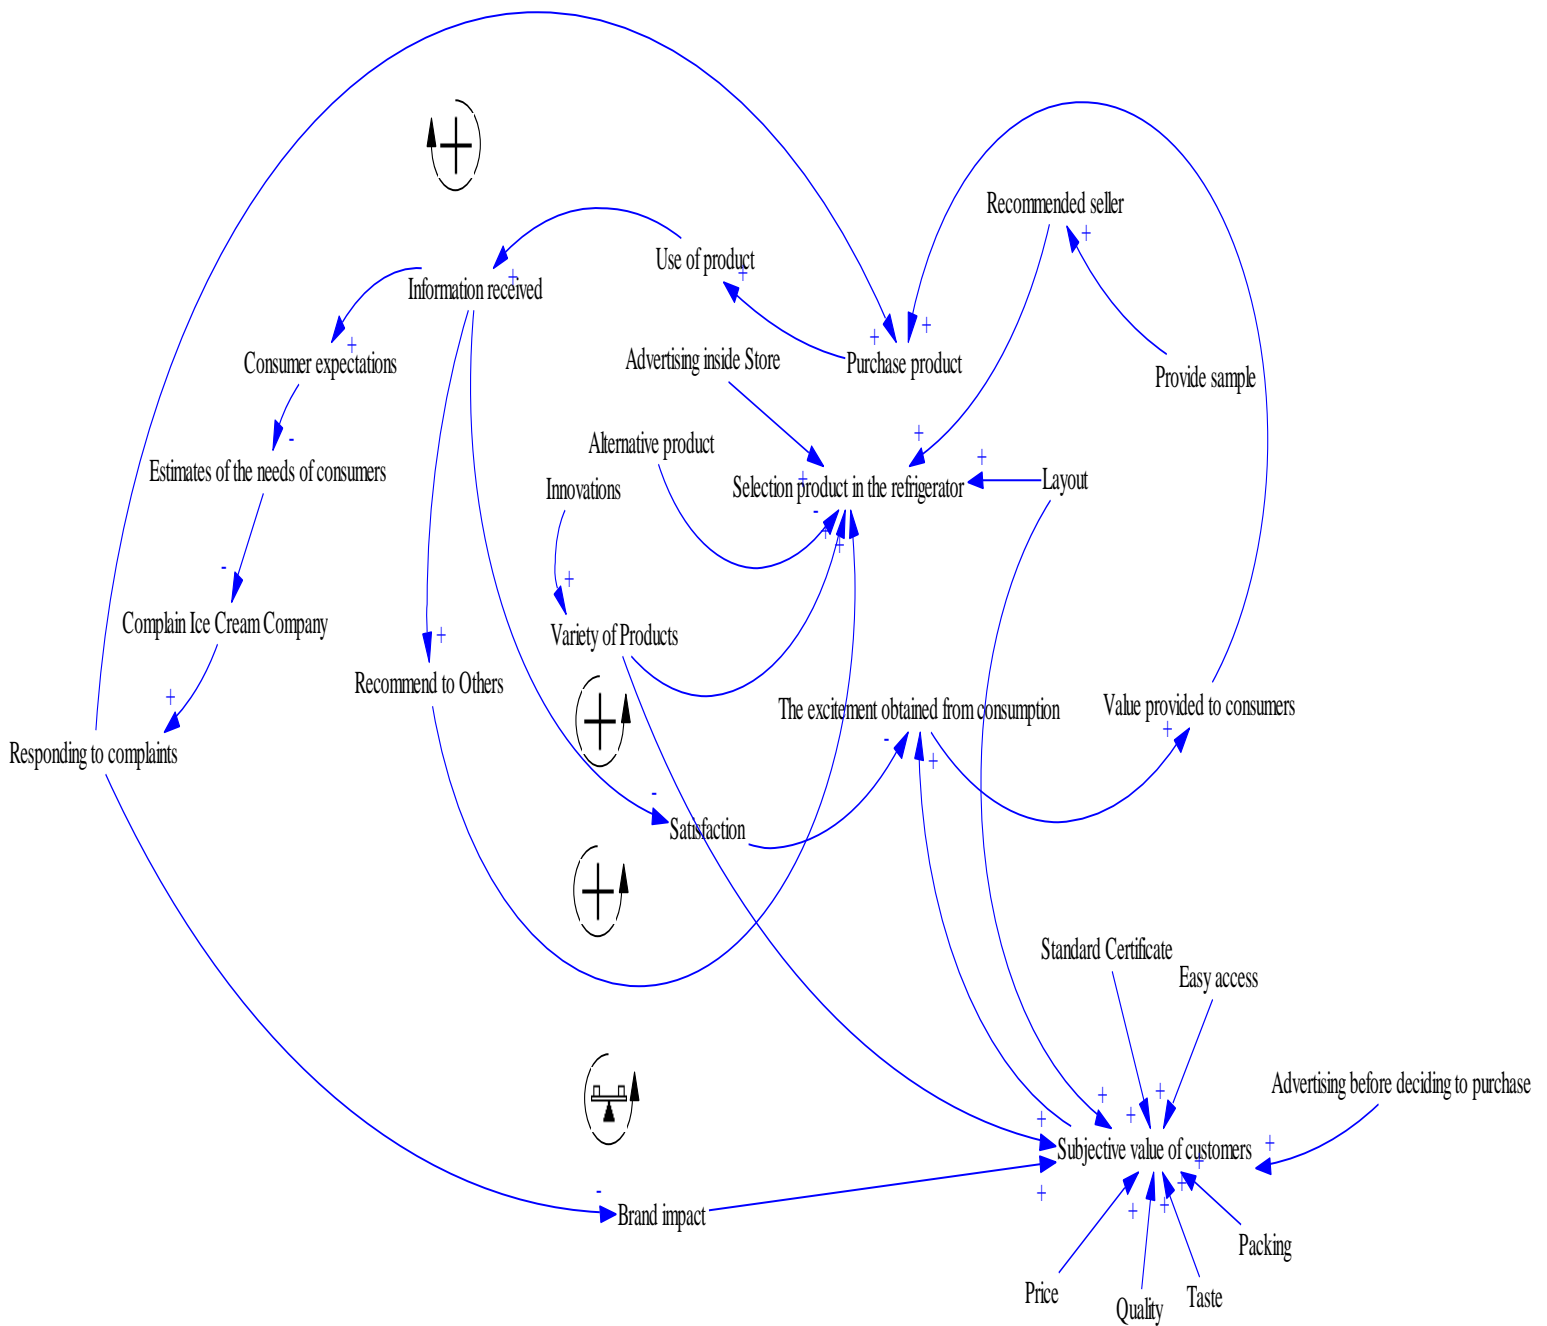 Recommended seller
Use of product
Information received
Consumer expectations
Advertising inside Store
Purchase product
Provide sample
Alternative product
Estimates of the needs of consumers
Innovations
Selection product in the refrigerator
Layout
Complain Ice Cream Company
Variety of Products
Recommend to Others
The excitement obtained from consumption
Value provided to consumers
Responding to complaints
Satisfaction
Standard Certificate
Easy access
Advertising before deciding to purchase
Subjective value of customers
Brand impact
Packing
Price
Quality
Taste